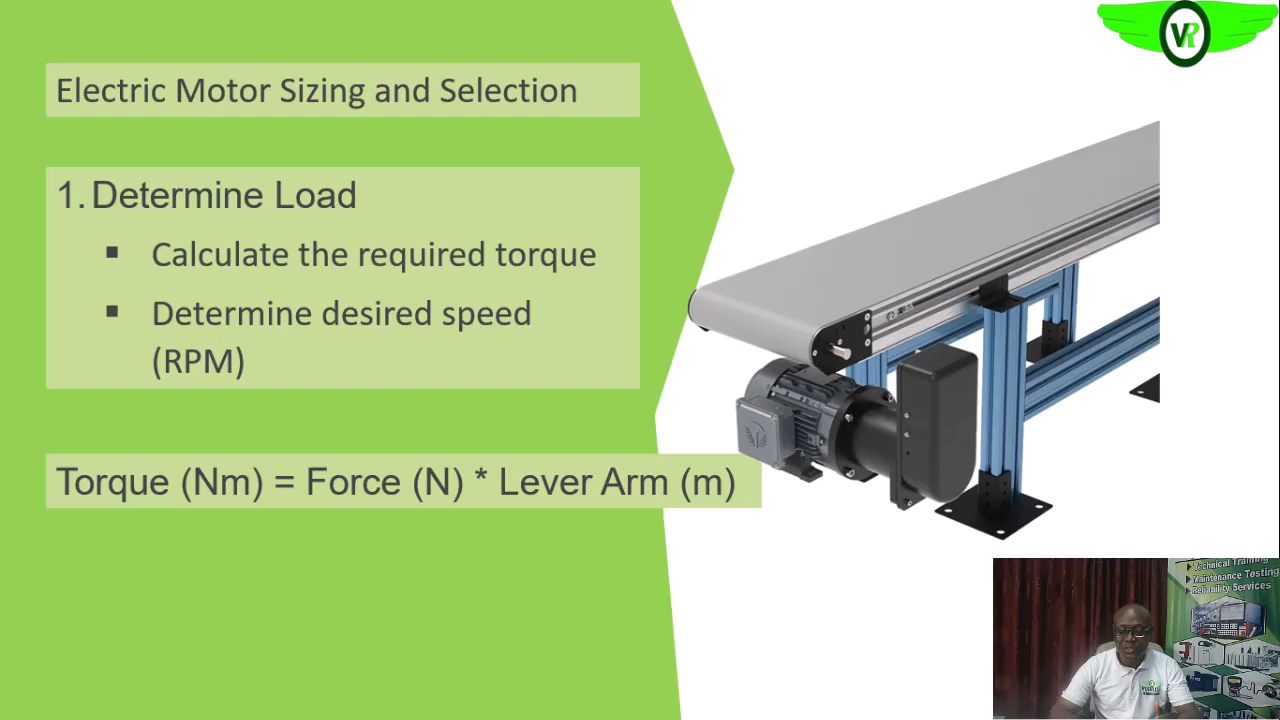 VR
Electric Motor Sizing and Selection
1. Determine Load
▪ Calculate the required torque
▪ Determine desired speed
(RPM)
Torque (Nm) = Force (N) * Lever Arm (m)
Technical Training
Maintenance Testing
Reliability Services